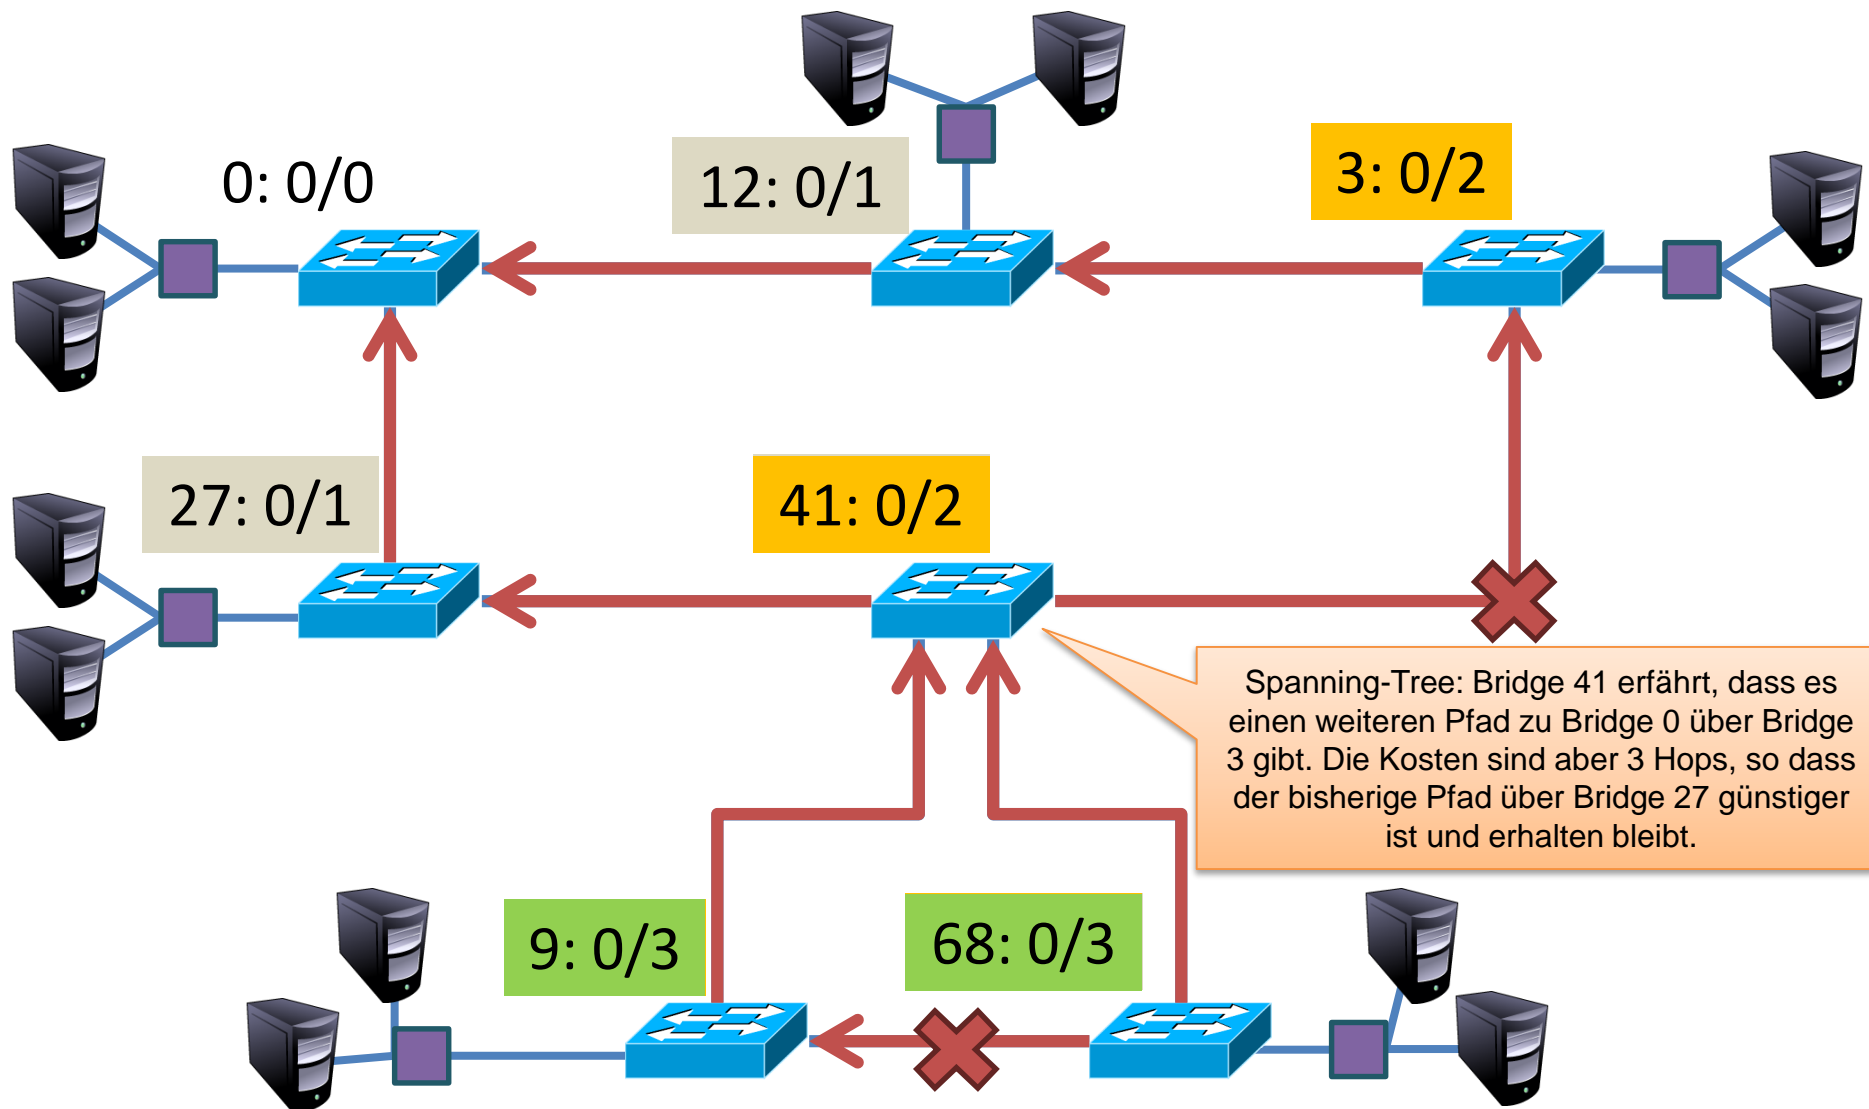 0: 0/0
12: 0/1
3: 0/2
27: 0/1
41: 0/2
Spanning-Tree: Bridge 41 erfährt, dass es
einen weiteren Pfad zu Bridge 0 über Bridge
3 gibt. Die Kosten sind aber 3 Hops, so dass
der bisherige Pfad über Bridge 27 günstiger
ist und erhalten bleibt.
9: 0/3
68: 0/3